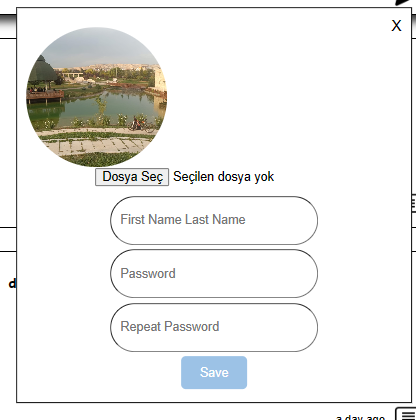 X
Dosya Seç Seçilen dosya yok
First Name Last Name
Password
Repeat Password
Save
a day ago